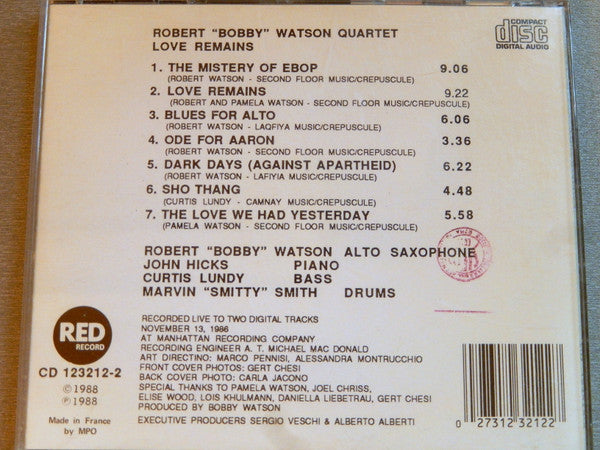 ROBERT "BOBBY" WATSON QUARTET
LOVE REMAINS
COMPACT
disc
DIGITAL AUDIO
1. THE MISTERY OF EBOP 9.06
(ROBERT WATSON - SECOND FLOOR MUSIC/CREPUSCULE)
2. LOVE REMAINS 9.22
(ROBERT AND PAMELA WATSON - SECOND FLOOR MUSIC/CREPUSCULE)
3 BLUES FOR ALTO 6.06
(ROBERT WATSON - LAQFIYA MUSIC/CREPUSCULE)
4 ODE FOR AARON 3.36
(ROBERT WATSON - SECOND FLOOR MUSIC/CREPUSCULE)
5 DARK DAYS (AGAINST APARTHEID) 6.22
(ROBERT WATSON - LAFIYIA MUSIC/CREPUSCULE)
6 SHO THANG 4.48
(CURTIS LUNDY - CAMNAY MUSIC/CREPUSCULE)
7. THE LOVE WE HAD YESTERDAY 5.58
(PAMELA WATSON - SECOND FLOOR MUSIC/CREPUSCULE)
ROBERT "BOBBY" WATSON ALTO SAXOPHONE
JOHN HICKS PIANO
CURTIS LUNDY BASS
MARVIN "SMITTY" SMITH DRUMS
RED
RECORD
CD 123212-2
©1988
℗1988
Made in France
by MPO
RECORDED LIVE TO TWO DIGITAL TRACKS
NOVEMBER 13, 1986
AT MANHATTAN RECORDING COMPANY
RECORDING ENGINEER A. T. MICHAEL MAC DONALD
ART DIRECTINO: MARCO PENNISI, ALESSANDRA MONTRUCCHIO
FRONT COVER PHOTOS: GERT CHESI
BACK COVER PHOTO: CARLA JACONO
SPECIAL THANKS TO PAMELA WATSON, JOEL CHRISS,
ELISE WOOD, LOIS KHULMANN, DANIELLA LIEBETRAU, GERT CHESI
PRODUCED BY BOBBY WATSON
EXECUTIVE PRODUCERS SERGIO VESCHI & ALBERTO ALBERTI
0 27312 32122